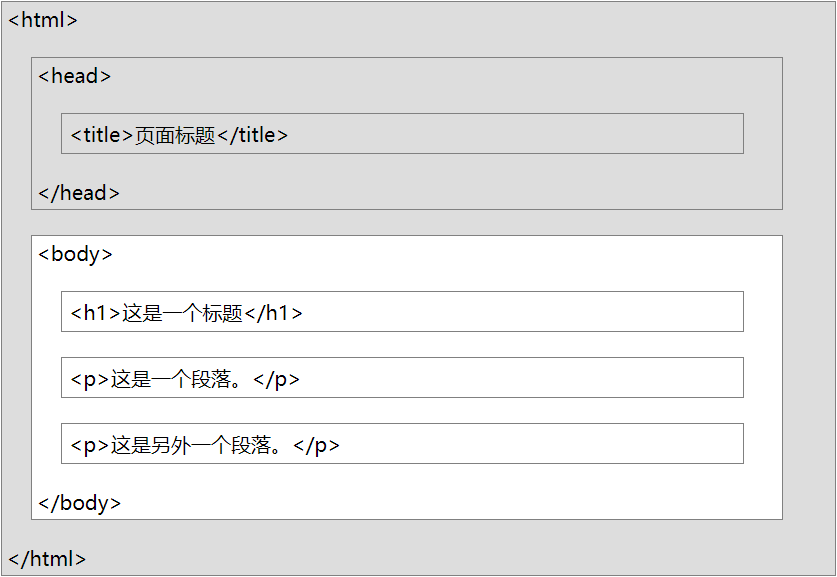 <html>
<head>
<title>页面标题</title>
</head>
<body>
<h1>这是一个标题</h1>
<p>这是一个段落。</p>
<p>这是另外一个段落。</p>
</body>
</html>